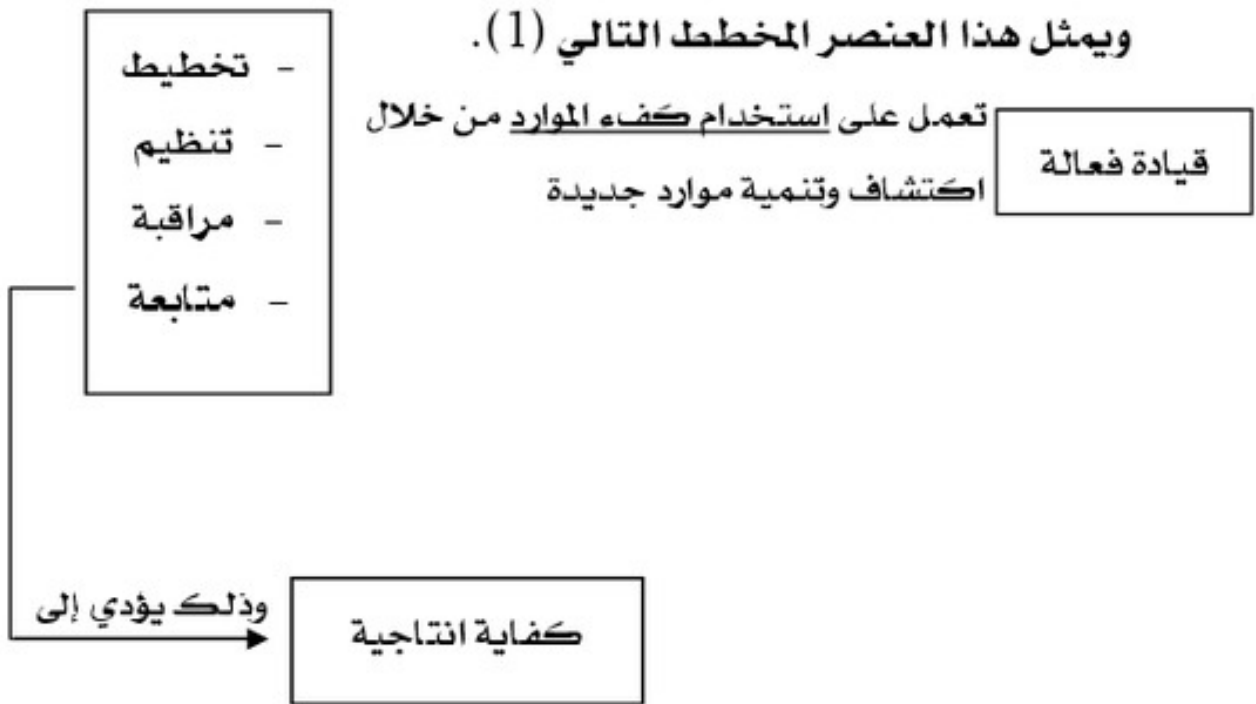 ويمثل هذا العنصر المخطط التالي (1).
قيادة فعالة
تعمل على استخدام كفء الموارد من خلال
اكتشاف وتنمية موارد جديدة
- تخطيط
- تنظيم
- مراقبة
- متابعة
وذلك يؤدي إلى
كفاية انتاجية